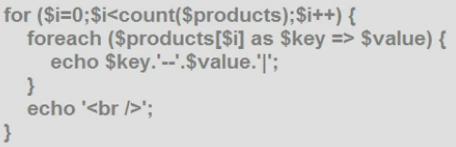 for ($i=0;$i<count($products);$i++) {
foreach ($products[$i] as $key => $value) {
echo $key.'--'.$value.'|';
}
echo '<br />';
}